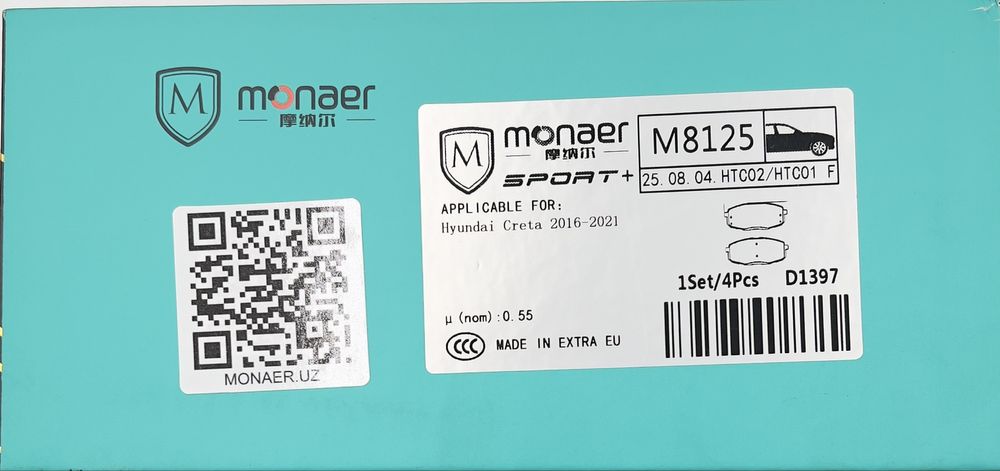 M
monaer
摩纳尔
MONAER.UZ
M
monaer
摩纳尔
SPORT+
M8125
25. 08. 04. HTC02/HTC01 F
APPLICABLE FOR:
Hyundai Creta 2016-2021
1Set/4Pcs D1397
μ (nom) :0.55
CCC MADE IN EXTRA EU